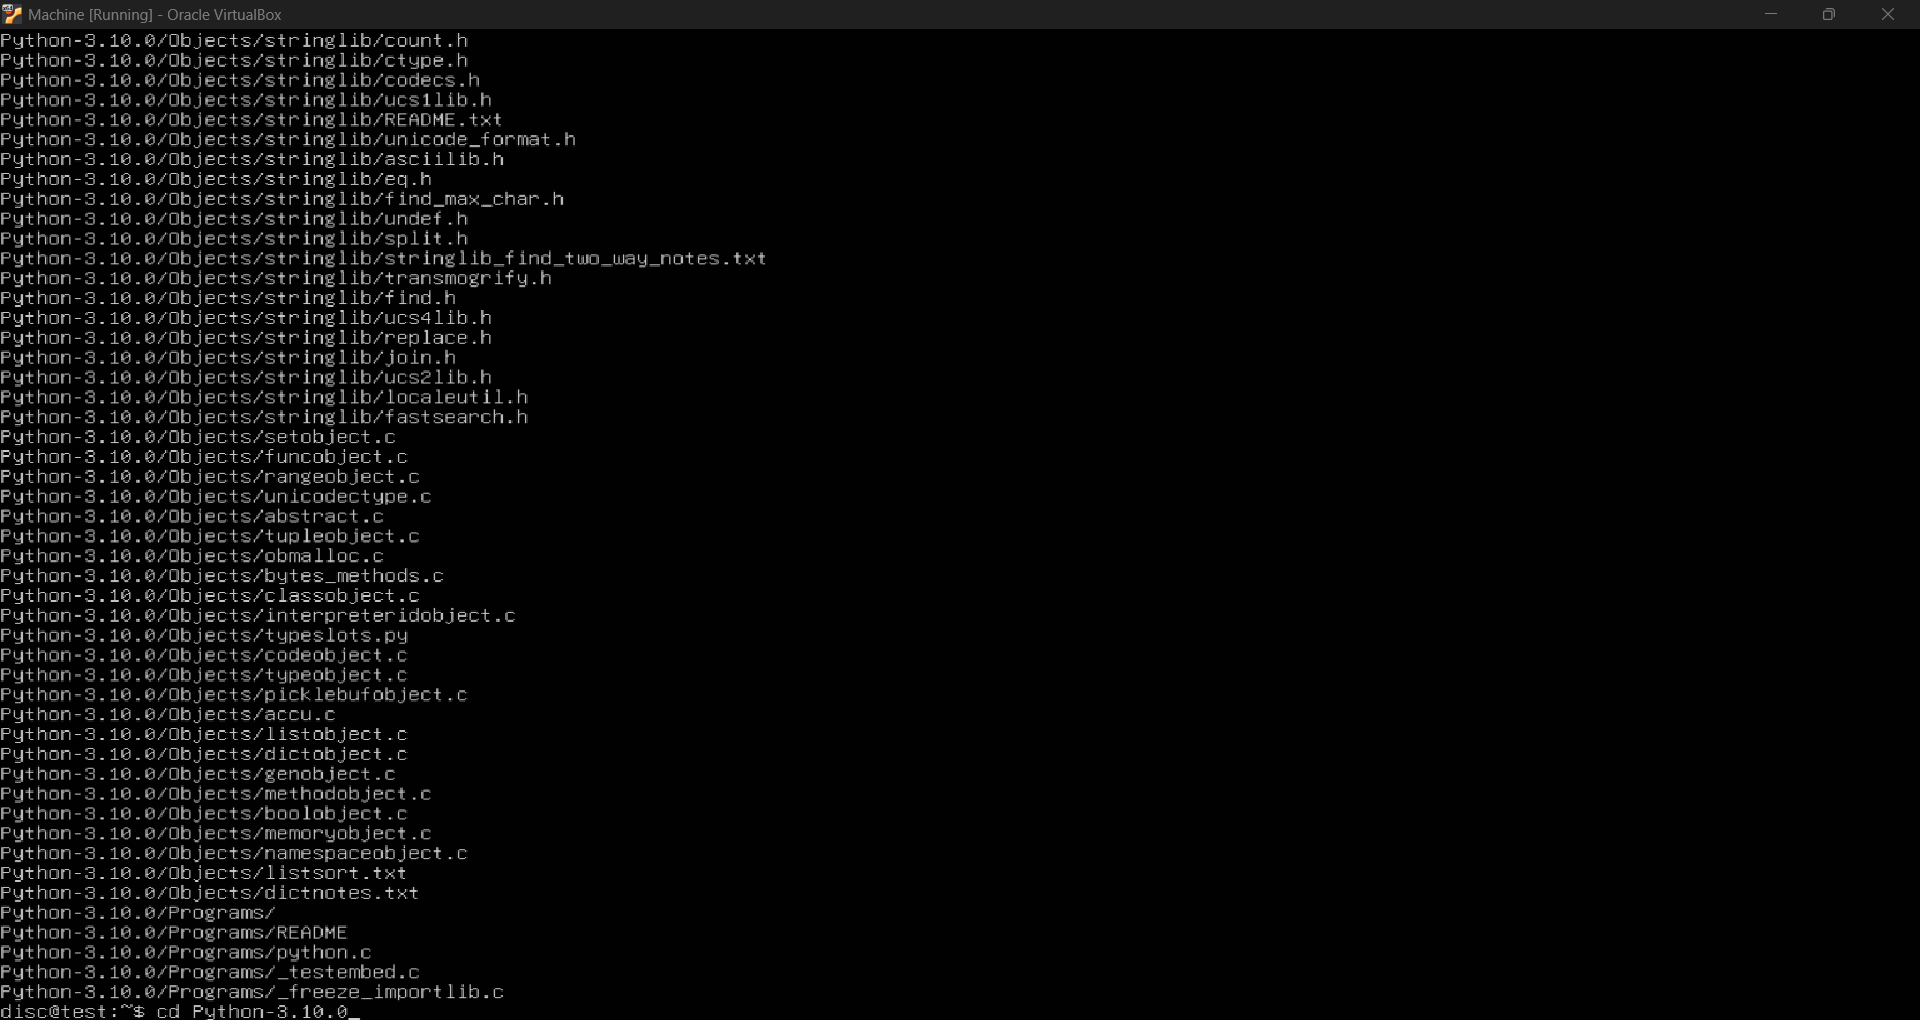 Machine [Running] - Oracle VirtualBox
Python-3.10.0/Objects/stringlib/count.h
Python-3.10.0/Objects/stringlib/ctype.h
Python-3.10.0/Objects/stringlib/codecs.h
Python-3.10.0/Objects/stringlib/ucs1lib.h
Python-3.10.0/Objects/stringlib/README.txt
Python-3.10.0/Objects/stringlib/unicode_format.h
Python-3.10.0/Objects/stringlib/asciilib.h
Python-3.10.0/Objects/stringlib/eq.h
Python-3.10.0/Objects/stringlib/find_max_char.h
Python-3.10.0/Objects/stringlib/undef.h
Python-3.10.0/Objects/stringlib/split.h
Python-3.10.0/Objects/stringlib/stringlib_find_two_way_notes.txt
Python-3.10.0/Objects/stringlib/transmogrify.h
Python-3.10.0/Objects/stringlib/find.h
Python-3.10.0/Objects/stringlib/ucs4lib.h
Python-3.10.0/Objects/stringlib/replace.h
Python-3.10.0/Objects/stringlib/join.h
Python-3.10.0/Objects/stringlib/ucs2lib.h
Python-3.10.0/Objects/stringlib/localeutil.h
Python-3.10.0/Objects/stringlib/fastsearch.h
Python-3.10.0/Objects/setobject.c
Python-3.10.0/Objects/funcobject.c
Python-3.10.0/Objects/rangeobject.c
Python-3.10.0/Objects/unicodectype.c
Python-3.10.0/Objects/abstract.c
Python-3.10.0/Objects/tupleobject.c
Python-3.10.0/Objects/obmalloc.c
Python-3.10.0/Objects/bytes_methods.c
Python-3.10.0/Objects/classobject.c
Python-3.10.0/Objects/interpreteridobject.c
Python-3.10.0/Objects/typeslots.py
Python-3.10.0/Objects/codeobject.c
Python-3.10.0/Objects/typeobject.c
Python-3.10.0/Objects/picklebufobject.c
Python-3.10.0/Objects/accu.c
Python-3.10.0/Objects/listobject.c
Python-3.10.0/Objects/dictobject.c
Python-3.10.0/Objects/genobject.c
Python-3.10.0/Objects/methodobject.c
Python-3.10.0/Objects/boolobject.c
Python-3.10.0/Objects/memoryobject.c
Python-3.10.0/Objects/namespaceobject.c
Python-3.10.0/Objects/listsort.txt
Python-3.10.0/Objects/dictnotes.txt
Python-3.10.0/Programs/
Python-3.10.0/Programs/README
Python-3.10.0/Programs/python.c
Python-3.10.0/Programs/_testembed.c
Python-3.10.0/Programs/_freeze_importlib.c
disc@test:~$ cd Python-3.10.0_